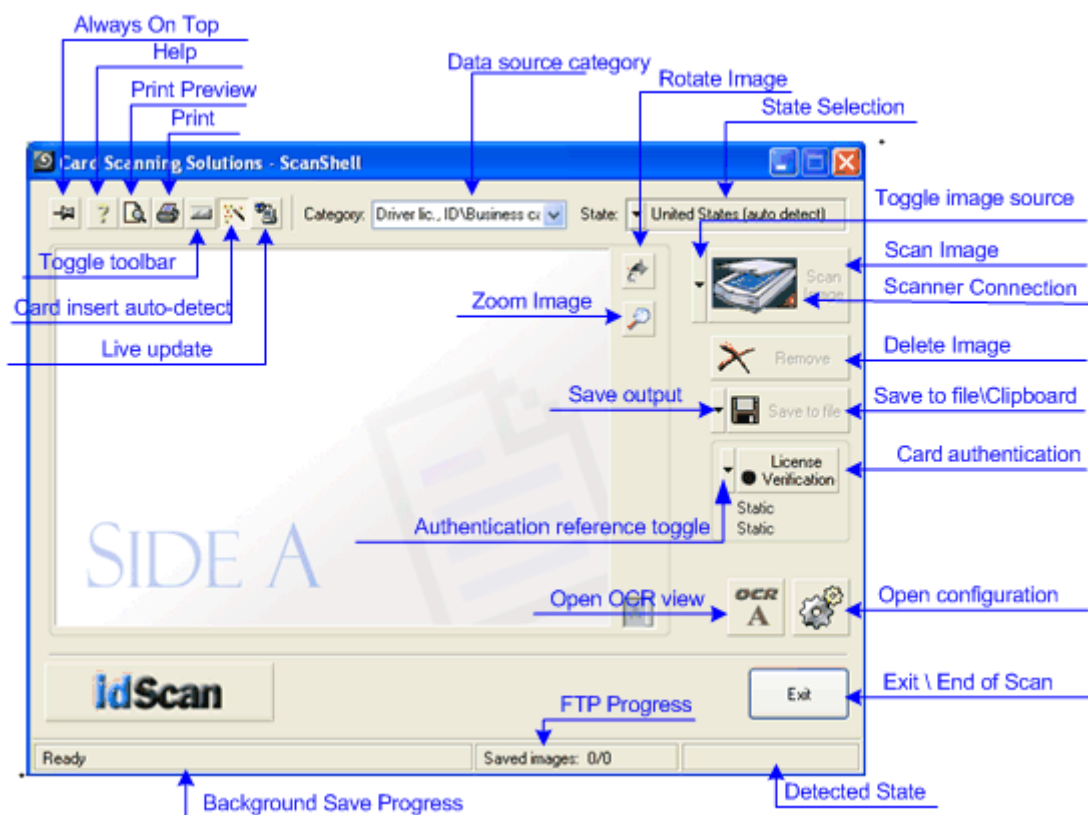 Always On Top
Help
Data source category
Rotate Image
Print Preview
State Selection
Print
Card Scanning Solutions - ScanShell
Toggle image source
Category:
Driver lic., ID\Business ca
State:
United States (auto detect)
Toggle toolbar
Scan Image
Scan
Image
Scanner Connection
Card insert auto-detect
Zoom Image
Live update
Remove
Delete Image
Save output
Save to file
Save to file\Clipboard
License
Verification
Card authentication
Static
Static
Authentication reference toggle
SIDE A
Open OCR view
OCR
A
Open configuration
idScan
Exit
Exit \ End of Scan
FTP Progress
Ready
Saved images: 0/0
Background Save Progress
Detected State